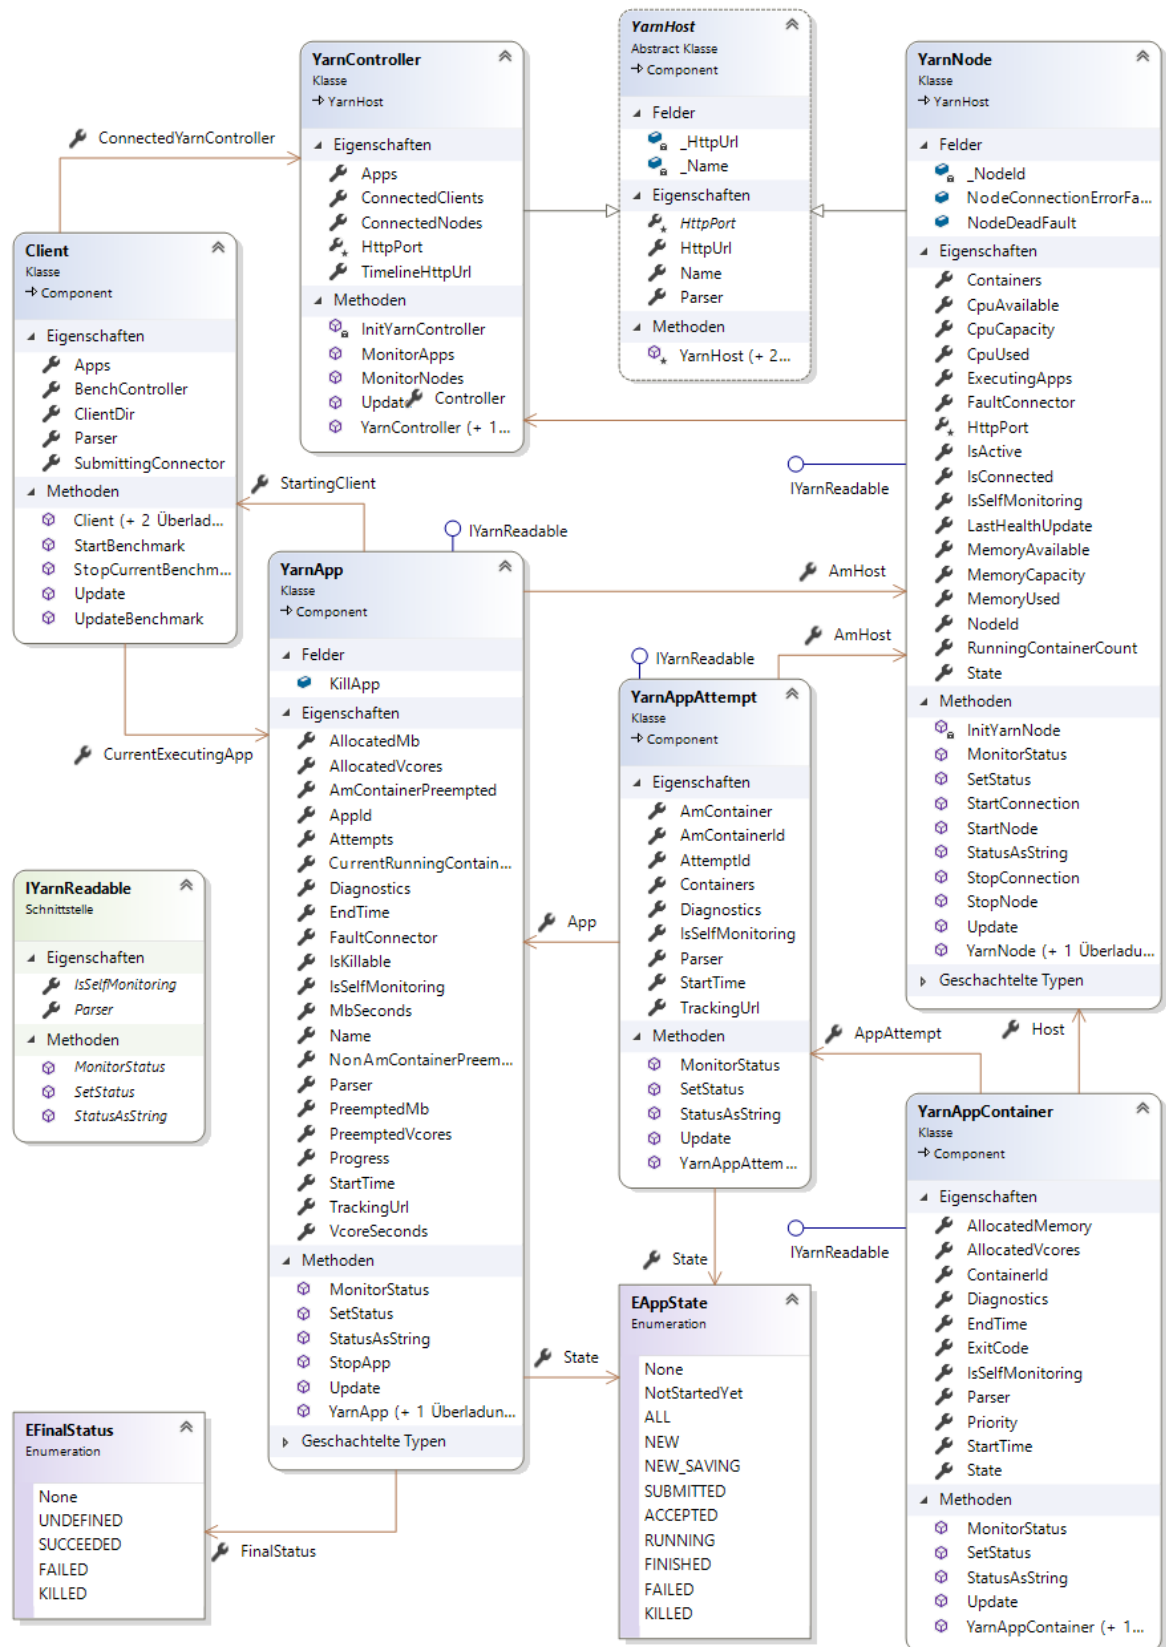 YarnHost
Abstract Klasse
Component
Felder
_HttpUrl
_Name
Eigenschaften
HttpPort
HttpUrl
Name
Parser
Methoden
YarnHost (+ 2...
YarnController
Klasse
YarnHost
Eigenschaften
Apps
ConnectedClients
ConnectedNodes
HttpPort
TimelineHttpUrl
Methoden
InitYarnController
MonitorApps
MonitorNodes
Update
YarnController (+ 1...
YarnNode
Klasse
YarnHost
Felder
_NodeId
NodeConnectionErrorFa...
NodeDeadFault
Eigenschaften
Containers
CpuAvailable
CpuCapacity
CpuUsed
ExecutingApps
FaultConnector
HttpPort
IsActive
IsConnected
IsSelfMonitoring
LastHealthUpdate
MemoryAvailable
MemoryCapacity
MemoryUsed
NodeId
RunningContainerCount
State
Methoden
InitYarnNode
MonitorStatus
SetStatus
StartConnection
StartNode
StatusAsString
StopConnection
StopNode
Update
YarnNode (+ 1 Überladu...
Geschachtelte Typen
ConnectedYarnController
Controller
IYarnReadable
Client
Klasse
Component
Eigenschaften
Apps
BenchController
ClientDir
Parser
SubmittingConnector
Methoden
Client (+ 2 Überlad...
StartBenchmark
StopCurrentBenchm...
Update
UpdateBenchmark
StartingClient
IYarnReadable
CurrentExecutingApp
YarnApp
Klasse
Component
Felder
KillApp
Eigenschaften
AllocatedMb
AllocatedVcores
AmContainerPreempted
AppId
Attempts
CurrentRunningContain...
Diagnostics
EndTime
FaultConnector
IsKillable
IsSelfMonitoring
MbSeconds
Name
NonAmContainerPreem...
Parser
PreemptedMb
PreemptedVcores
Progress
StartTime
TrackingUrl
VcoreSeconds
Methoden
MonitorStatus
SetStatus
StatusAsString
StopApp
Update
YarnApp (+ 1 Überladun...
Geschachtelte Typen
AmHost
AmHost
IYarnReadable
YarnAppAttempt
Klasse
Component
Eigenschaften
AmContainer
AmContainerId
AttemptId
Containers
Diagnostics
IsSelfMonitoring
Parser
StartTime
TrackingUrl
Methoden
MonitorStatus
SetStatus
StatusAsString
Update
YarnAppAttem...
App
AppAttempt
Host
IYarnReadable
Schnittstelle
Eigenschaften
IsSelfMonitoring
Parser
Methoden
MonitorStatus
SetStatus
StatusAsString
YarnAppContainer
Klasse
Component
Eigenschaften
AllocatedMemory
AllocatedVcores
ContainerId
Diagnostics
EndTime
ExitCode
IsSelfMonitoring
Parser
Priority
StartTime
State
Methoden
MonitorStatus
SetStatus
StatusAsString
Update
YarnAppContainer (+ 1...
IYarnReadable
State
State
EAppState
Enumeration
None
NotStartedYet
ALL
NEW
NEW_SAVING
SUBMITTED
ACCEPTED
RUNNING
FINISHED
FAILED
KILLED
EFinalStatus
Enumeration
None
UNDEFINED
SUCCEEDED
FAILED
KILLED
FinalStatus